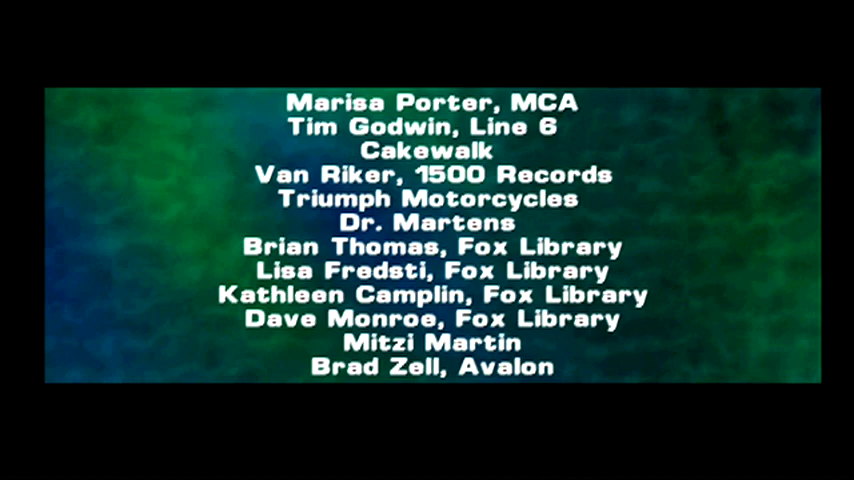 Marisa Porter, MCA
Tim Godwin, Line 6
Cakewalk
Van Riker, 1500 Records
Triumph Motorcycles
Dr. Martens
Brian Thomas, Fox Library
Lisa Fredsti, Fox Library
Kathleen Camplin, Fox Library
Dave Monroe, Fox Library
Mitzi Martin
Brad Zell, Avalon